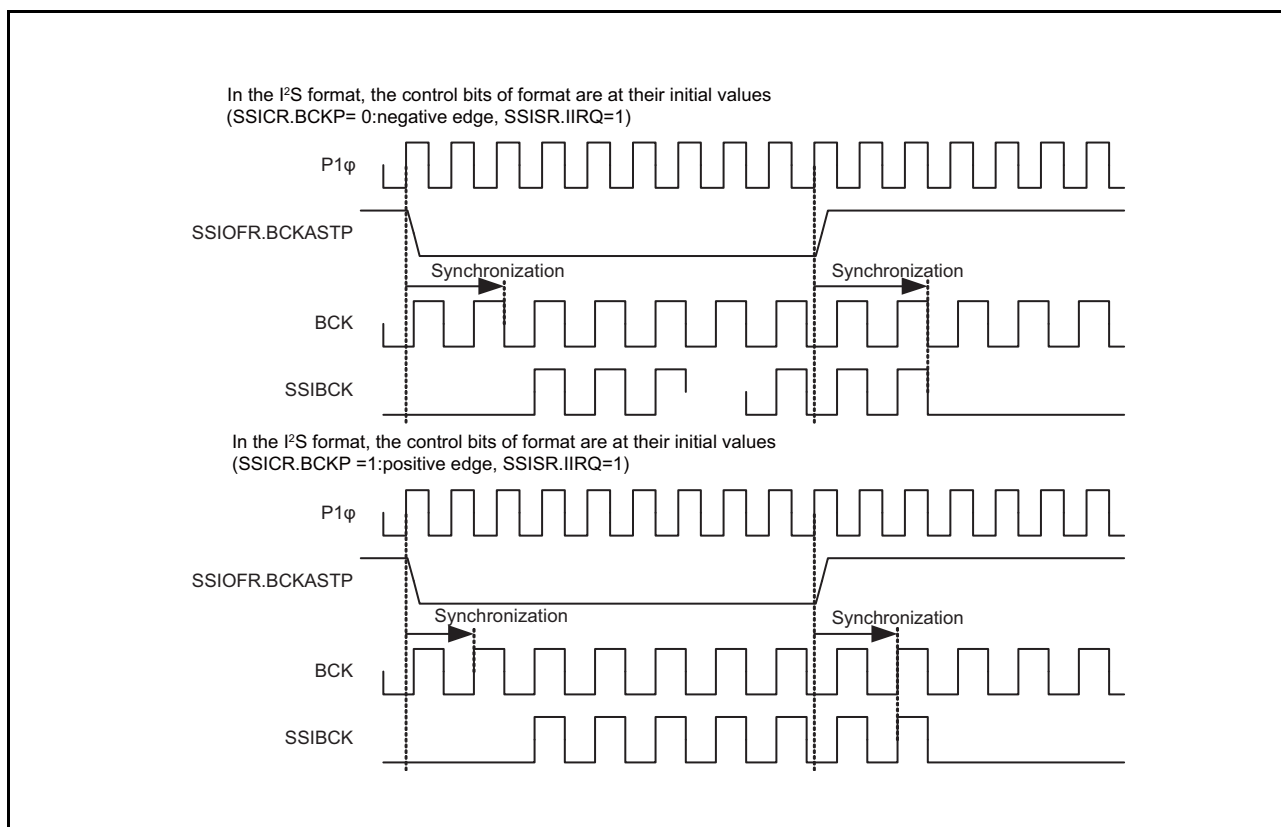 In the I²S format, the control bits of format are at their initial values
(SSICR.BCKP= 0:negative edge, SSISR.IIRQ=1)
P1φ
SSIOFR.BCKASTP
Synchronization Synchronization
BCK
SSIBCK
In the I²S format, the control bits of format are at their initial values
(SSICR.BCKP =1:positive edge, SSISR.IIRQ=1)
P1φ
SSIOFR.BCKASTP
Synchronization Synchronization
BCK
SSIBCK